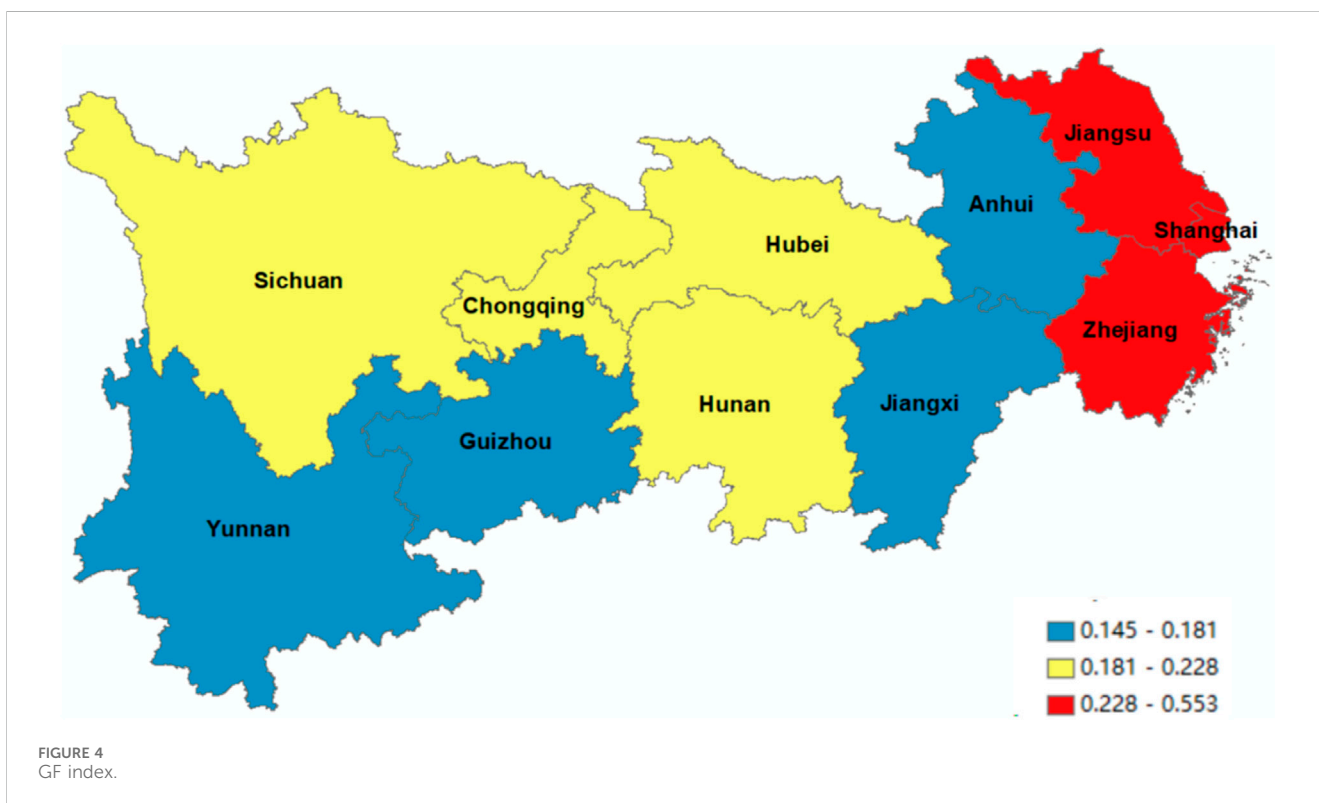 Jiangsu
Anhui
Shanghai
Hubei
Sichuan
Chongqing
Zhejiang
Hunan
Jiangxi
Guizhou
Yunnan
0.145 - 0.181
0.181 - 0.228
0.228 - 0.553
FIGURE 4
GF index.